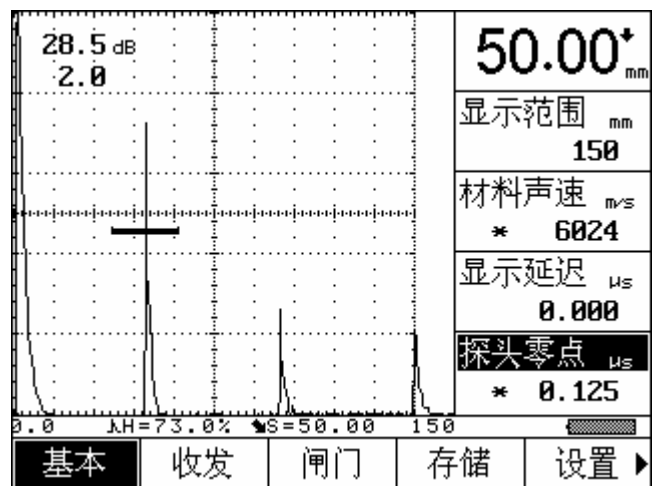 28.5 dB
2.0
50.00 mm
显示范围 mm
150
材料声速 m/s
* 6024
显示延迟 μs
0.000
探头零点 μs
* 0.125
0.0 H=73.0% S=50.00 150
基本 收发 闸门 存储 设置